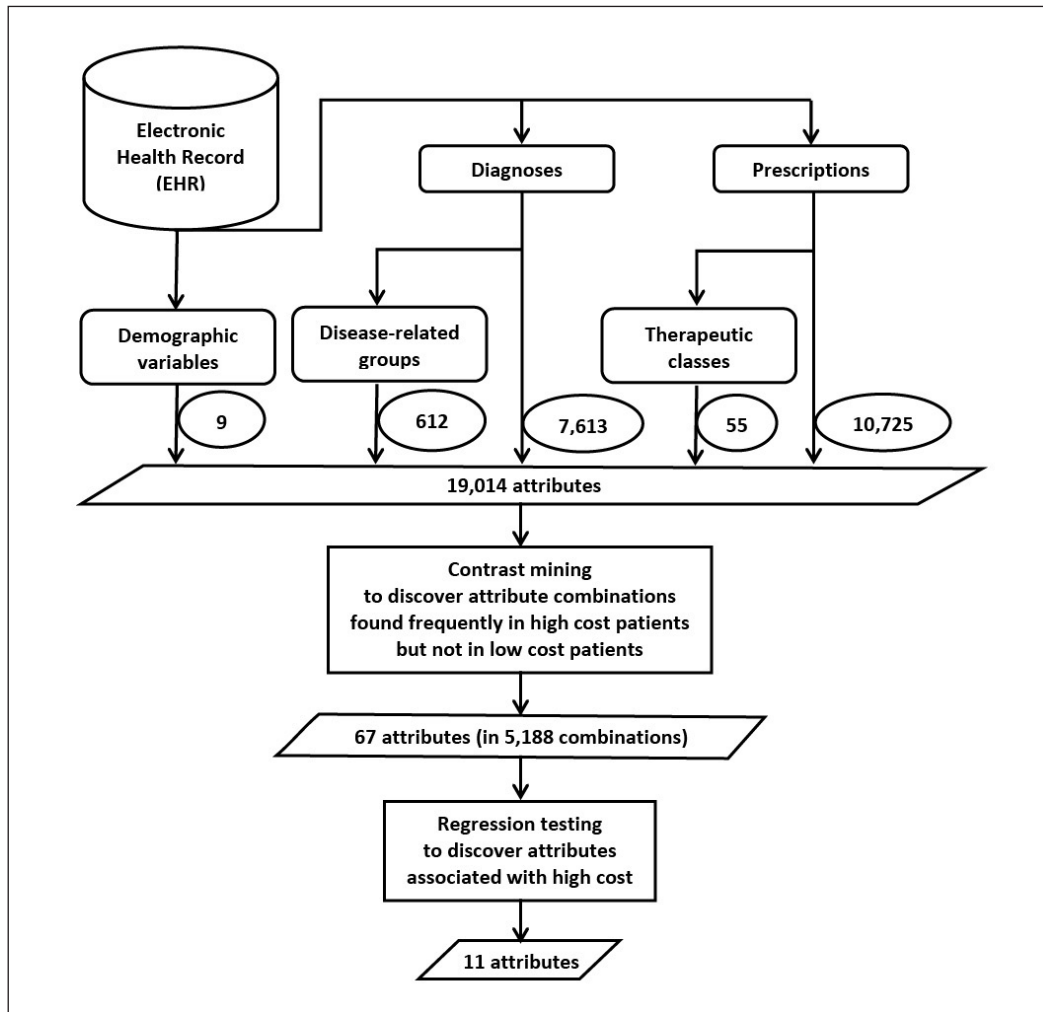 Electronic
Health Record
(EHR)
Diagnoses
Prescriptions
Demographic
variables
Disease-related
groups
Therapeutic
classes
9
612
7,613
55
10,725
19,014 attributes
Contrast mining
to discover attribute combinations
found frequently in high cost patients
but not in low cost patients
67 attributes (in 5,188 combinations)
Regression testing
to discover attributes
associated with high cost
11 attributes